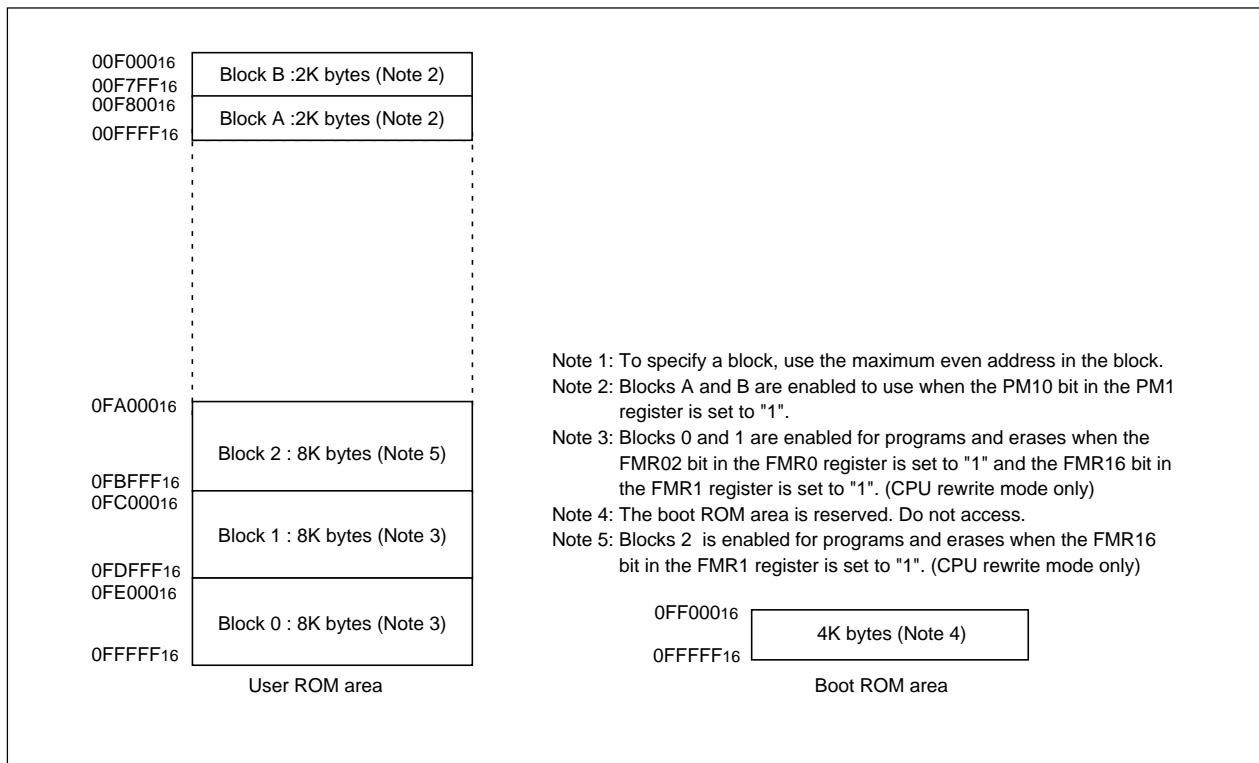 00F00016
Block B :2K bytes (Note 2)
00F7FF16
00F80016
Block A :2K bytes (Note 2)
00FFFF16
0FA00016
Block 2 : 8K bytes (Note 5)
0FBFFF16
0FC00016
Block 1 : 8K bytes (Note 3)
0FDFFF16
0FE00016
Block 0 : 8K bytes (Note 3)
0FFFFF16
User ROM area
Note 1: To specify a block, use the maximum even address in the block.
Note 2: Blocks A and B are enabled to use when the PM10 bit in the PM1
register is set to "1".
Note 3: Blocks 0 and 1 are enabled for programs and erases when the
FMR02 bit in the FMR0 register is set to "1" and the FMR16 bit in
the FMR1 register is set to "1". (CPU rewrite mode only)
Note 4: The boot ROM area is reserved. Do not access.
Note 5: Blocks 2 is enabled for programs and erases when the FMR16
bit in the FMR1 register is set to "1". (CPU rewrite mode only)
0FF00016
4K bytes (Note 4)
0FFFFF16
Boot ROM area